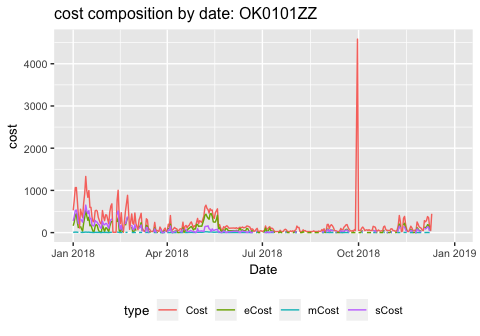 cost composition by date: OK0101ZZ
4000
3000
2000
1000
0
cost
Jan 2018
Apr 2018
Jul 2018
Oct 2018
Jan 2019
Date
type
Cost
eCost
mCost
sCost